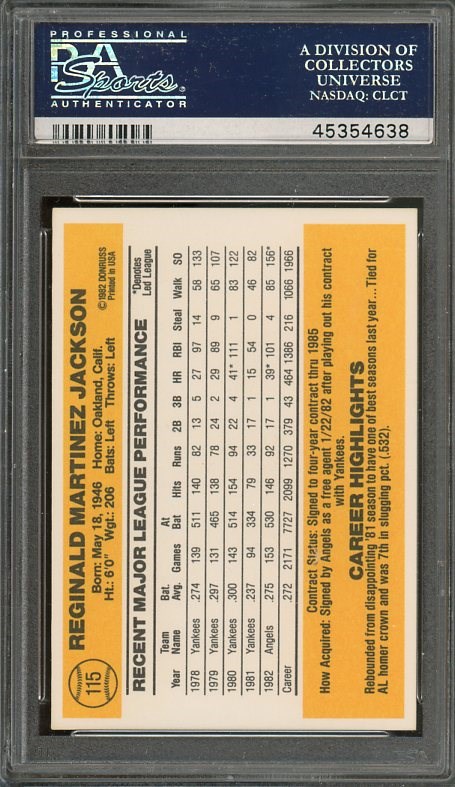 PROFESSIONAL
PSA
Sports®
AUTHENTICATOR
A DIVISION OF
COLLECTORS
UNIVERSE
NASDAQ: CLCT
45354638
115
REGINALD MARTINEZ JACKSON
Born: May 18, 1946 Home: Oakland, Calif.
Ht.: 6'0" Wgt.: 206 Bats: Left Throws: Left
©1982 DONRUSS
Printed in USA
RECENT MAJOR LEAGUE PERFORMANCE
*Denotes
Led League
Year Team Name Bat. Avg. Games At Bat Hits Runs 2B 3B HR RBI Steal Walk SO
1978 Yankees .274 139 511 140 82 13 5 27 97 14 58 133
1979 Yankees .297 131 465 138 78 24 2 29 89 9 65 107
1980 Yankees .300 143 514 154 94 22 4 41* 111 1 83 122
1981 Yankees .237 94 334 79 33 17 1 15 54 0 46 82
1982 Angels .275 153 530 146 92 17 1 39* 101 4 85 156*
Career .272 2171 7727 2099 1270 379 43 464 1386 216 1066 1966
Contract Status: Signed to four-year contract thru 1985
How Acquired: Signed by Angels as a free agent 1/22/82 after playing out his contract
with Yankees.
CAREER HIGHLIGHTS
Rebounded from disappointing '81 season to have one of best seasons last year...Tied for
AL homer crown and was 7th in slugging pct. (.532).